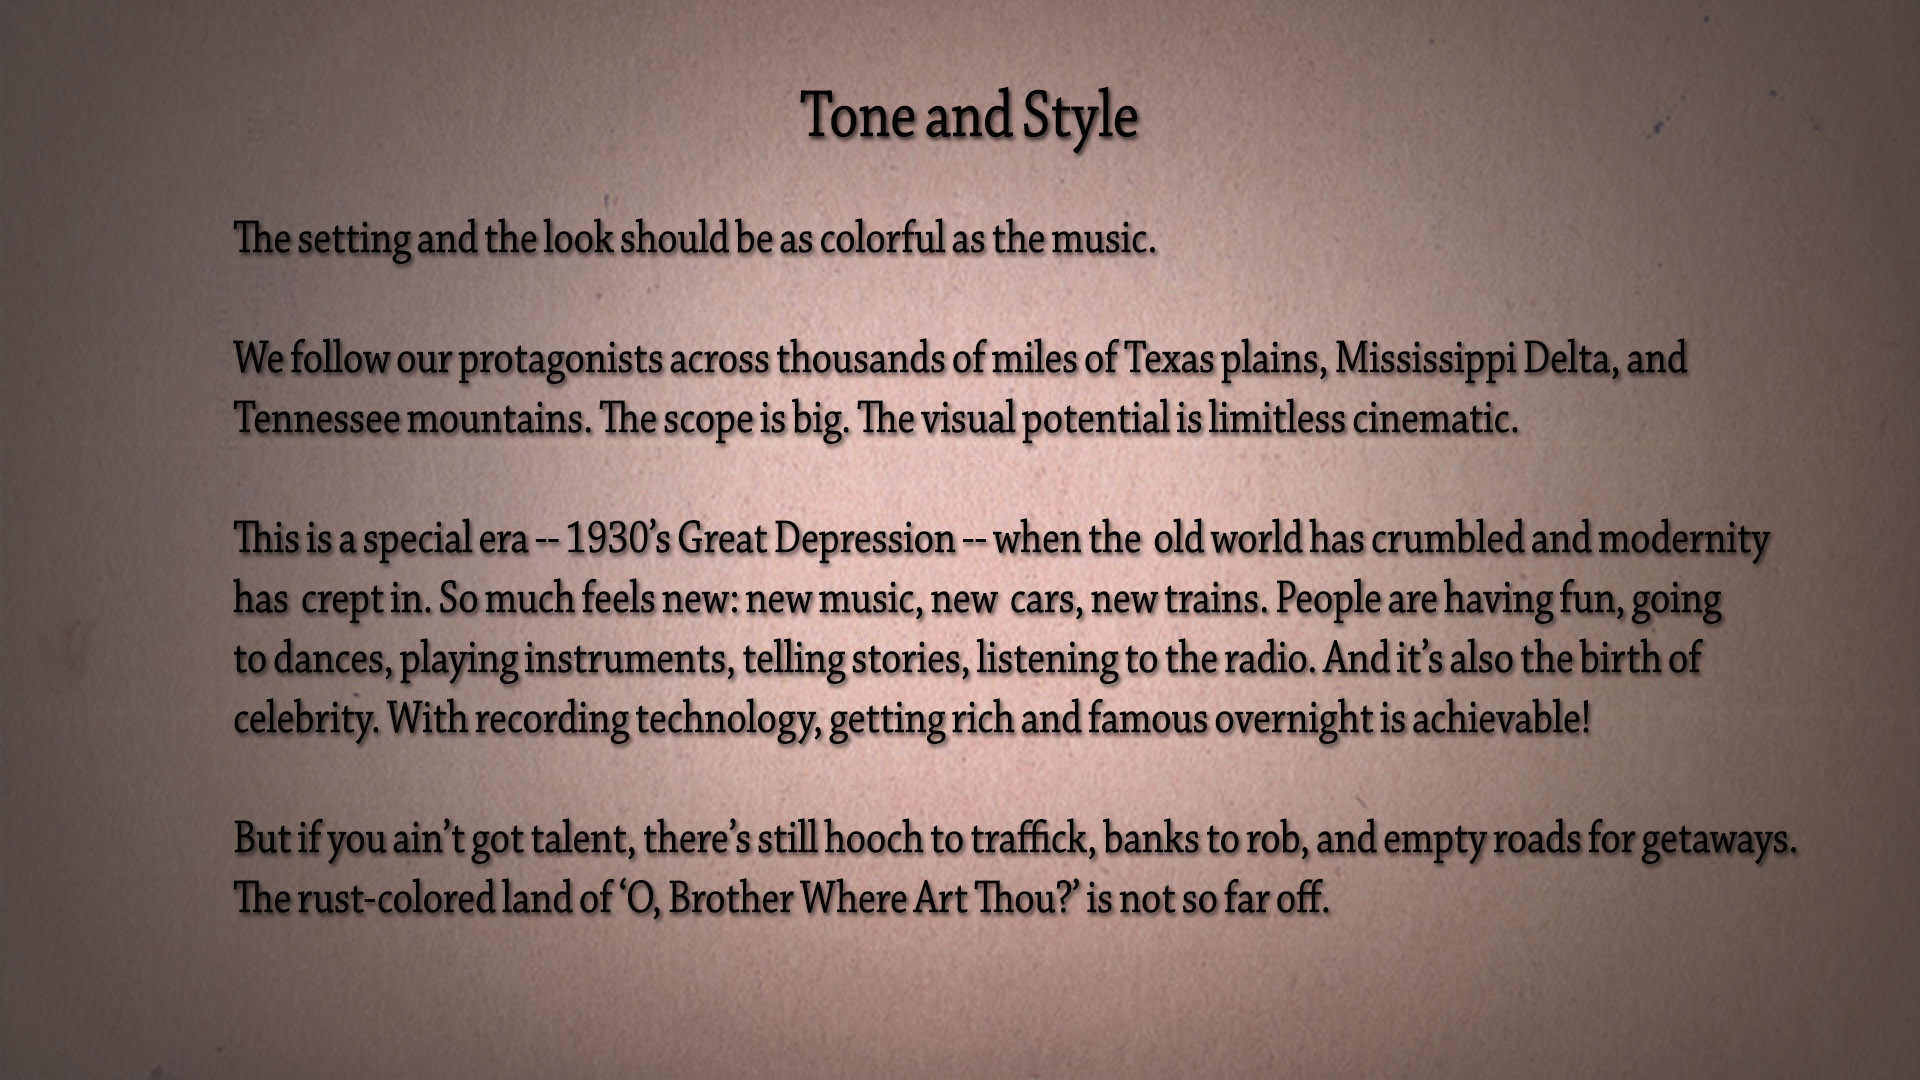 Tone and Style
The setting and the look should be as colorful as the music.
We follow our protagonists across thousands of miles of Texas plains, Mississippi Delta, and
Tennessee mountains. The scope is big. The visual potential is limitless cinematic.
This is a special era -- 1930’s Great Depression -- when the  old world has crumbled and modernity
has  crept in. So much feels new: new music, new  cars, new trains. People are having fun, going
to dances, playing instruments, telling stories, listening to the radio. And it’s also the birth of
celebrity. With recording technology, getting rich and famous overnight is achievable!
But if you ain’t got talent, there’s still hooch to traffick, banks to rob, and empty roads for getaways.
The rust-colored land of ‘O, Brother Where Art Thou?’ is not so far off.